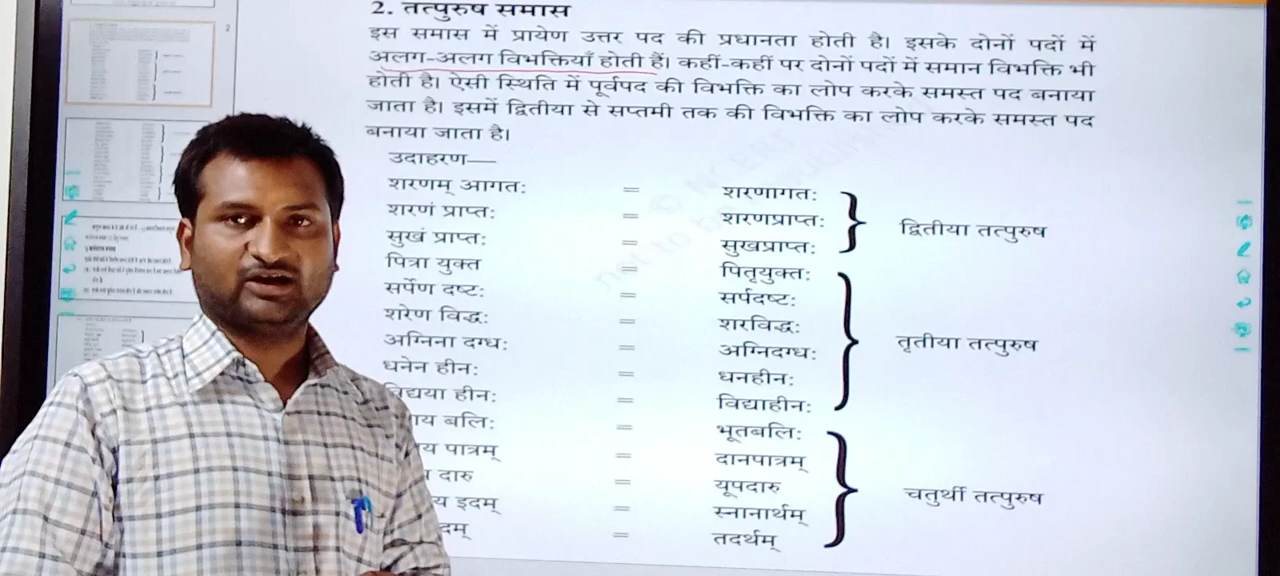 2. तत्पुरुष समास
इस समास में प्रायेण उत्तर पद की प्रधानता होती है। इसके दोनों पदों में
अलग-अलग विभक्तियाँ होती हैं। कहीं-कहीं पर दोनों पदों में समान विभक्ति भी
होती है। ऐसी स्थिति में पूर्वपद की विभक्ति का लोप करके समस्त पद बनाया
जाता है। इसमें द्वितीया से सप्तमी तक की विभक्ति का लोप करके समस्त पद
बनाया जाता है।
उदाहरण—
शरणम् आगतः = शरणागतः
शरणं प्राप्तः = शरणप्राप्तः
सुखं प्राप्तः = सुखप्राप्तः
द्वितीया तत्पुरुष
पित्रा युक्त = पितृयुक्तः
सर्पेण दष्टः = सर्पदष्टः
शरेण विद्धः = शरविद्धः
अग्निना दग्धः = अग्निदग्धः
धनेन हीनः = धनहीनः
विद्यया हीनः = विद्याहीनः
तृतीया तत्पुरुष
ाय बलिः = भूतबलिः
य पात्रम् = दानपात्रम्
दारु = यूपदारु
य इदम् = स्नानार्थम्
दम् = तदर्थम्
चतुर्थी तत्पुरुष
2